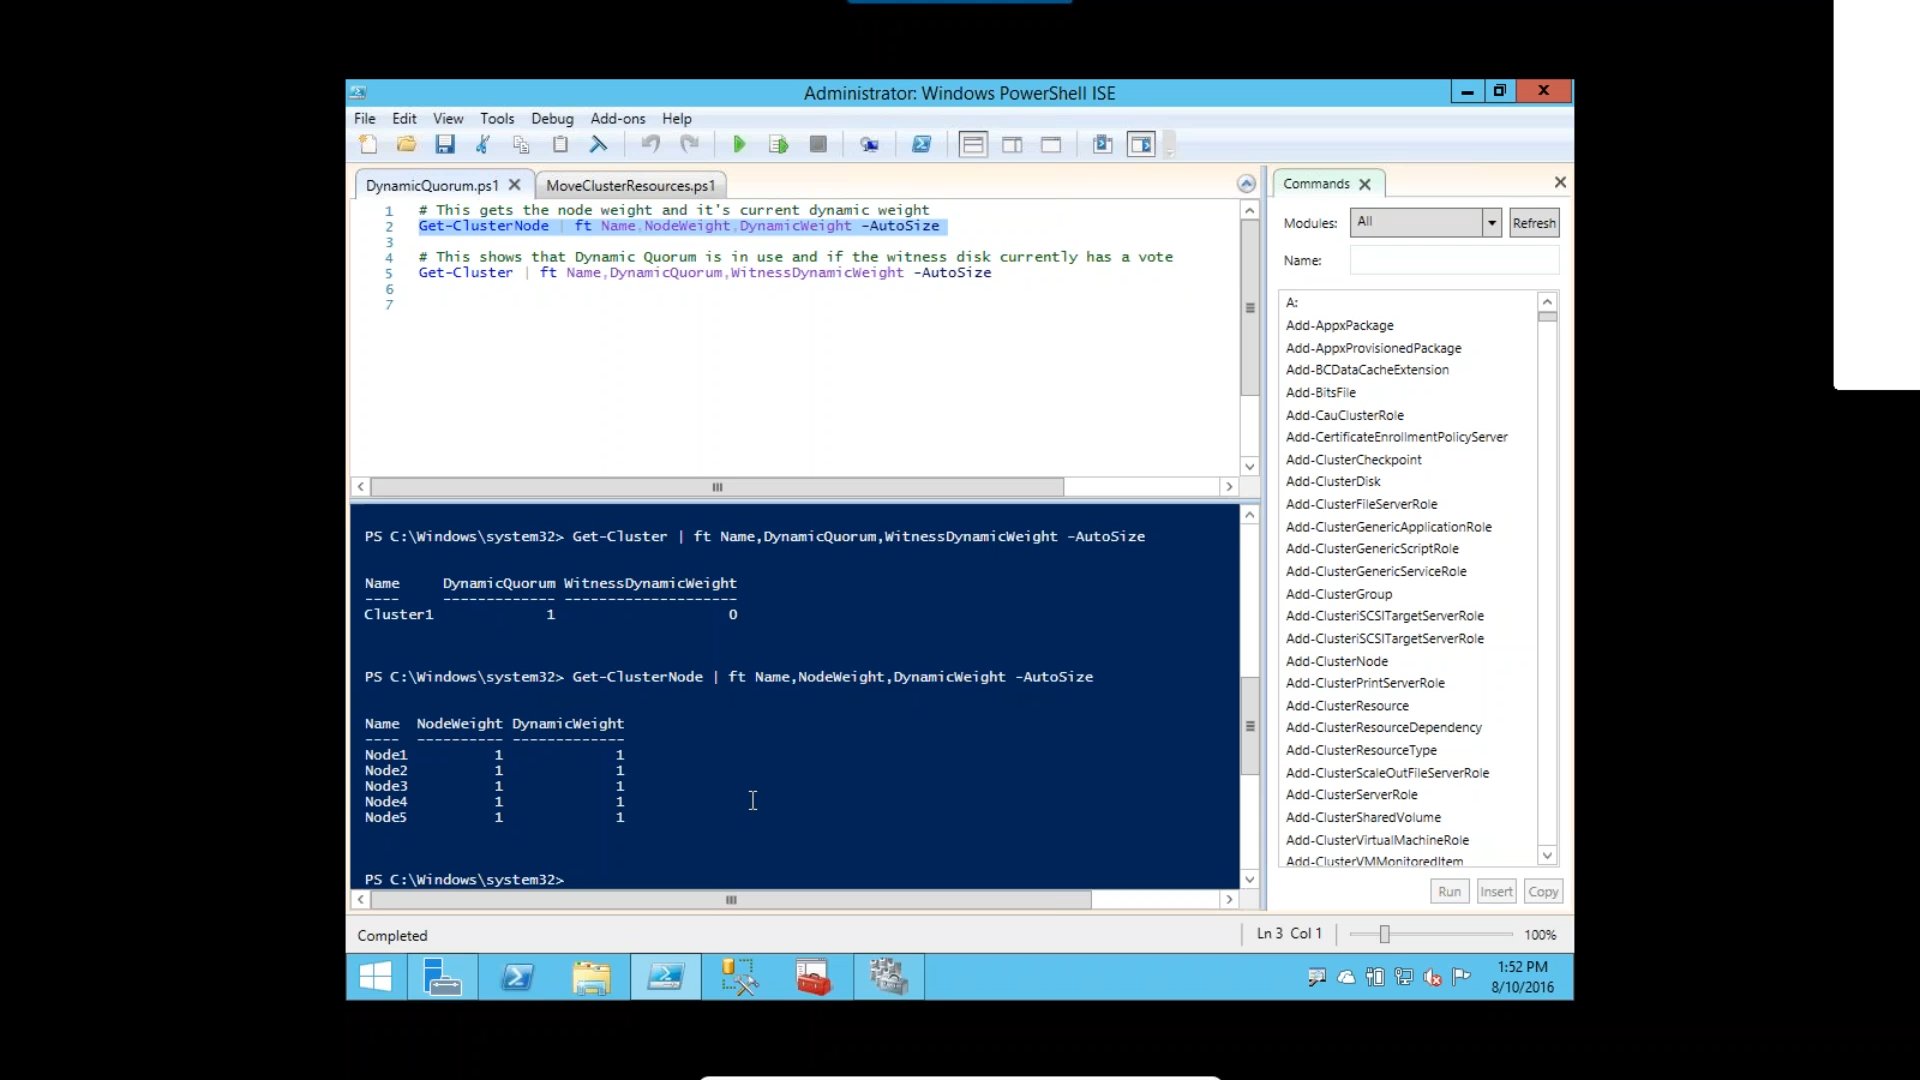 Administrator: Windows PowerShell ISE
File Edit View Tools Debug Add-ons Help
DynamicQuorum.ps1
MoveClusterResources.ps1
1 # This gets the node weight and it's current dynamic weight
2 Get-ClusterNode | ft Name,NodeWeight,DynamicWeight -AutoSize
3
4 # This shows that Dynamic Quorum is in use and if the witness disk currently has a vote
5 Get-Cluster | ft Name,DynamicQuorum,WitnessDynamicWeight -AutoSize
6
7
PS C:\Windows\system32> Get-Cluster | ft Name,DynamicQuorum,WitnessDynamicWeight -AutoSize
Name DynamicQuorum WitnessDynamicWeight
---- ------------- --------------------
Cluster1 1 0
PS C:\Windows\system32> Get-ClusterNode | ft Name,NodeWeight,DynamicWeight -AutoSize
Name NodeWeight DynamicWeight
---- ---------- -------------
Node1 1 1
Node2 1 1
Node3 1 1
Node4 1 1
Node5 1 1
PS C:\Windows\system32>
Commands
Modules: All Refresh
Name:
A:
Add-AppxPackage
Add-AppxProvisionedPackage
Add-BCDataCacheExtension
Add-BitsFile
Add-CauClusterRole
Add-CertificateEnrollmentPolicyServer
Add-ClusterCheckpoint
Add-ClusterDisk
Add-ClusterFileServerRole
Add-ClusterGenericApplicationRole
Add-ClusterGenericScriptRole
Add-ClusterGenericServiceRole
Add-ClusterGroup
Add-ClusteriSCSITargetServerRole
Add-ClusteriSCSITargetServerRole
Add-ClusterNode
Add-ClusterPrintServerRole
Add-ClusterResource
Add-ClusterResourceDependency
Add-ClusterResourceType
Add-ClusterScaleOutFileServerRole
Add-ClusterServerRole
Add-ClusterSharedVolume
Add-ClusterVirtualMachineRole
Add-ClusterVMMonitoredItem
Run Insert Copy
Completed
Ln 3 Col 1
100%
1:52 PM
8/10/2016